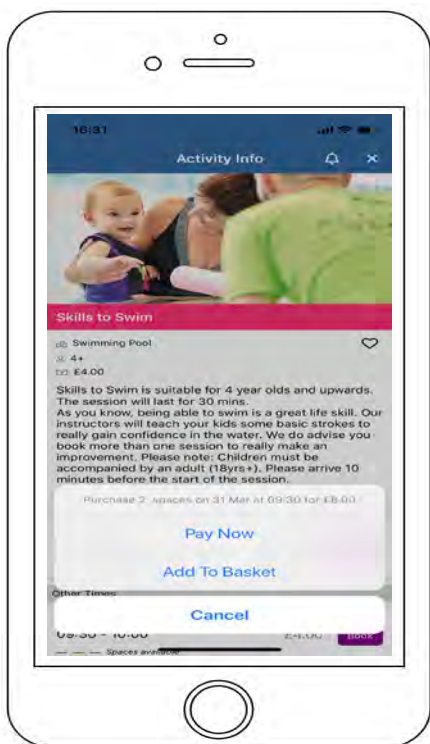 16:31
Activity Info
Skills to Swim
Swimming Pool
4+
£4.00
Skills to Swim is suitable for 4 year olds and upwards.
The session will last for 30 mins.
As you know, being able to swim is a great life skill. Our
instructors will teach your kids some basic strokes to
really gain confidence in the water. We do advise you
book more than one session to really make an
improvement. Please note: Children must be
accompanied by an adult (18yrs+). Please arrive 10
minutes before the start of the session.
Purchase 2 spaces on 31 Mar at 09:30 for £8.00
Pay Now
Add To Basket
Other Times
Cancel
09:30 - 10:00 £4.00 Book
Spaces available